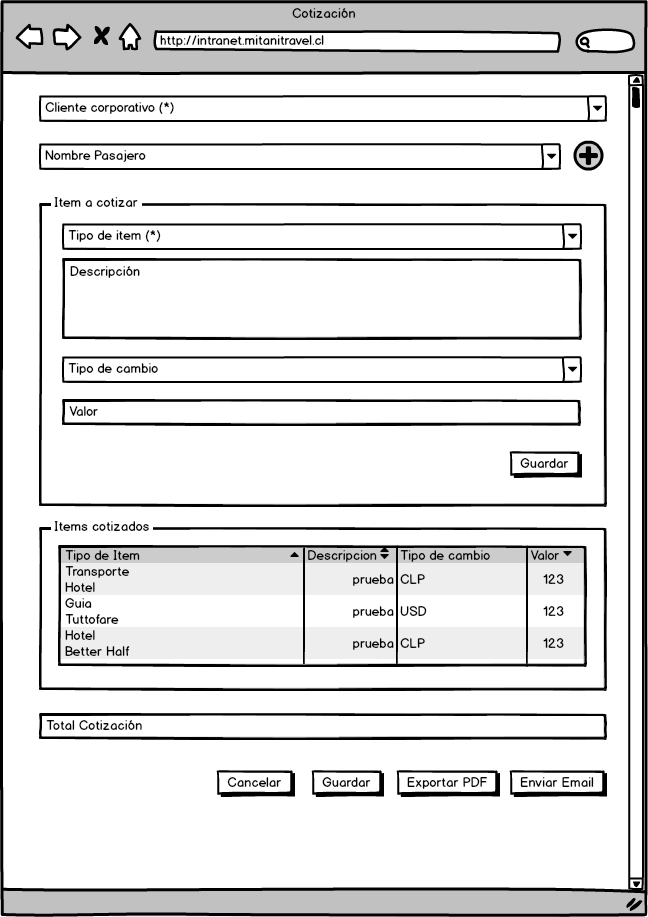 Cotización
http://intranet.mitanitravel.cl
Cliente corporativo (*)
Nombre Pasajero
Item a cotizar
Tipo de item (*)
Descripción
Tipo de cambio
Valor
Guardar
Items cotizados
Tipo de Item Descripcion Tipo de cambio Valor
Transporte
Hotel prueba CLP 123
Guia
Tuttofare prueba USD 123
Hotel
Better Half prueba CLP 123
Total Cotización
Cancelar Guardar Exportar PDF Enviar Email